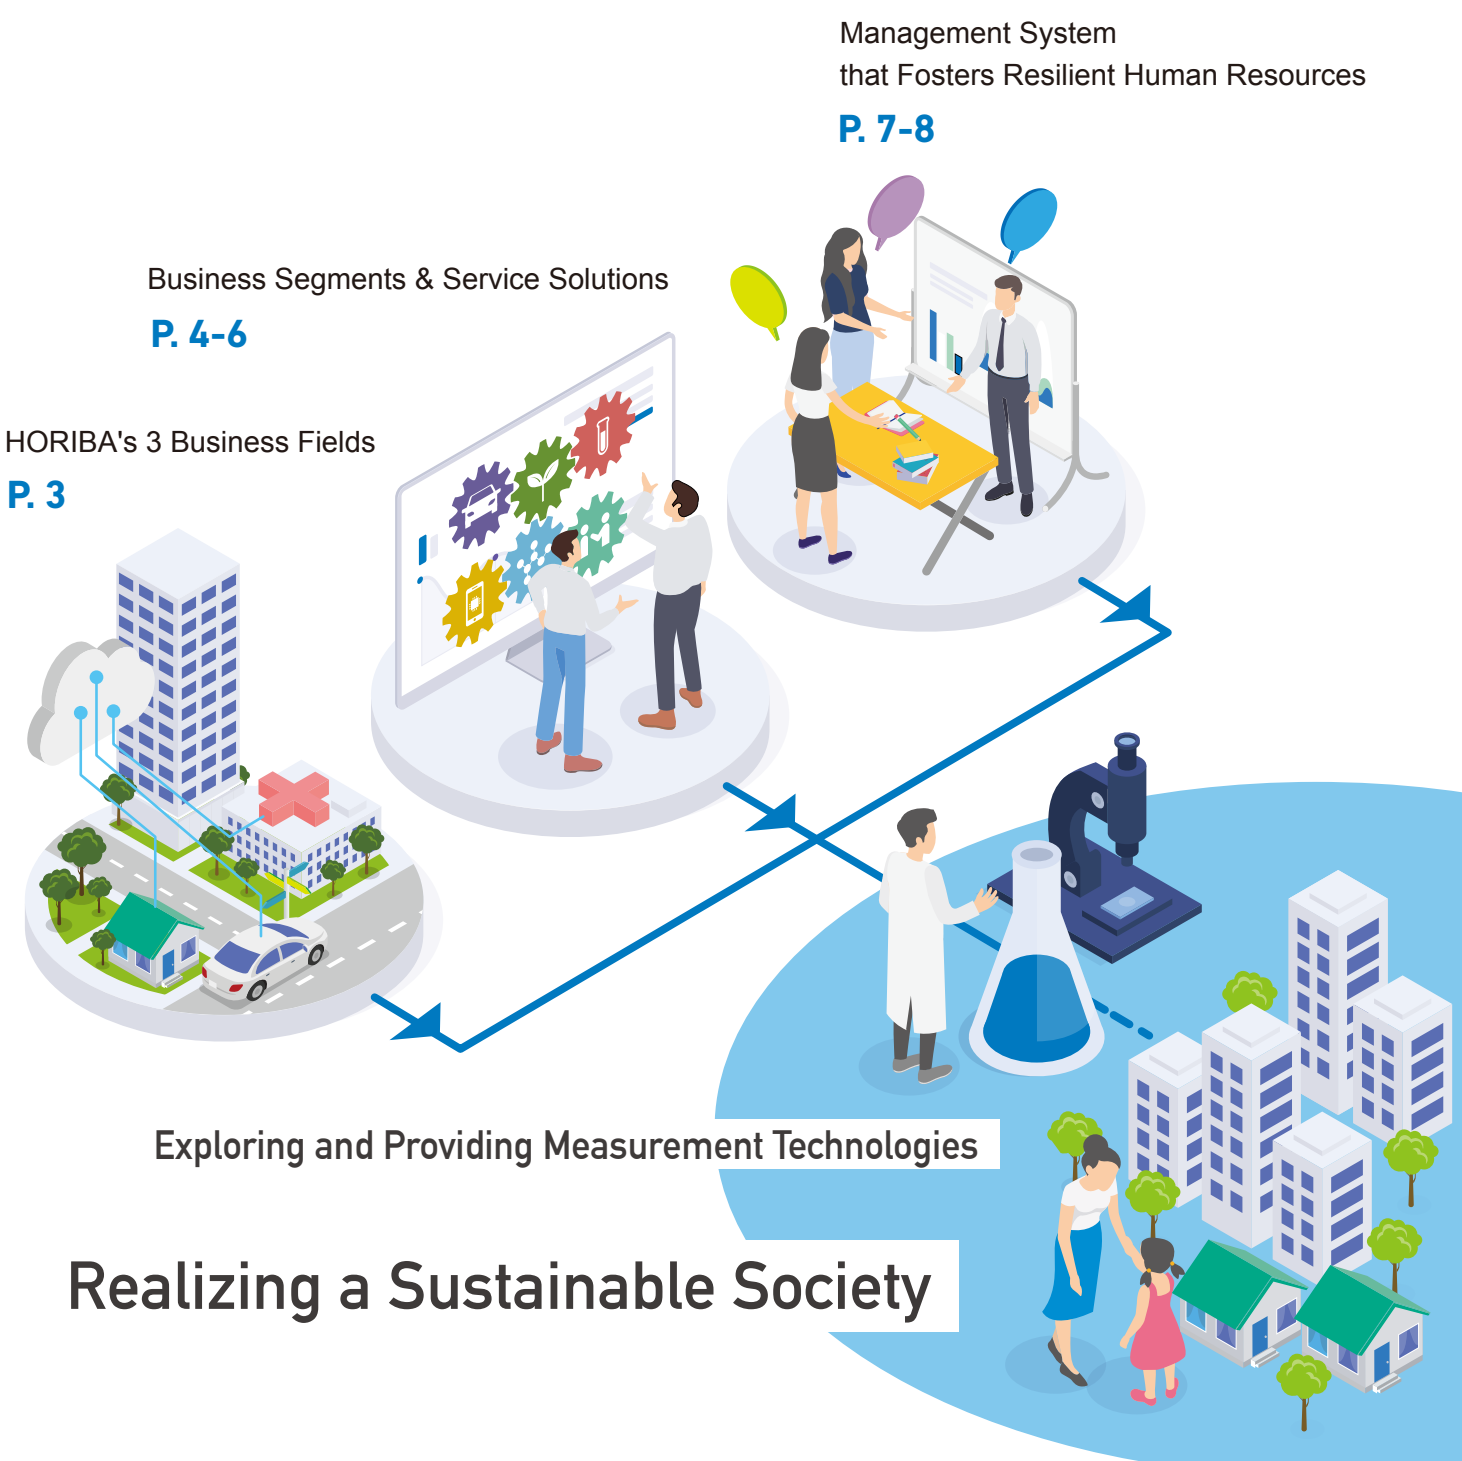 Management System
that Fosters Resilient Human Resources
P. 7-8
Business Segments & Service Solutions
P. 4-6
HORIBA's 3 Business Fields
P. 3
Exploring and Providing Measurement Technologies
Realizing a Sustainable Society